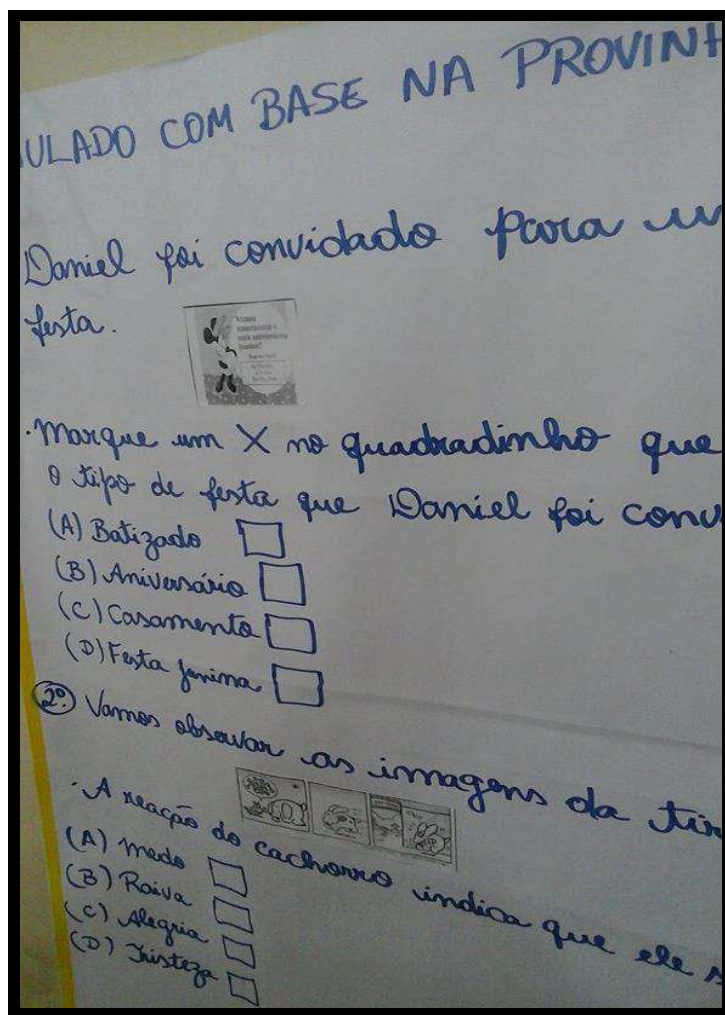 ULADO COM BASE NA PROVINH
Daniel foi convidado para um
festa.
• Marque um X no quadradinho que
o tipo de festa que Daniel foi conv
(A) Batizado
(B) Aniversário
(C) Casamento
(D) Festa junina
2º Vamos observar as imagens da tir
• A reação do cachorro indica que ele s
(A) Medo
(B) Raiva
(C) Alegria
(D) Tristeza